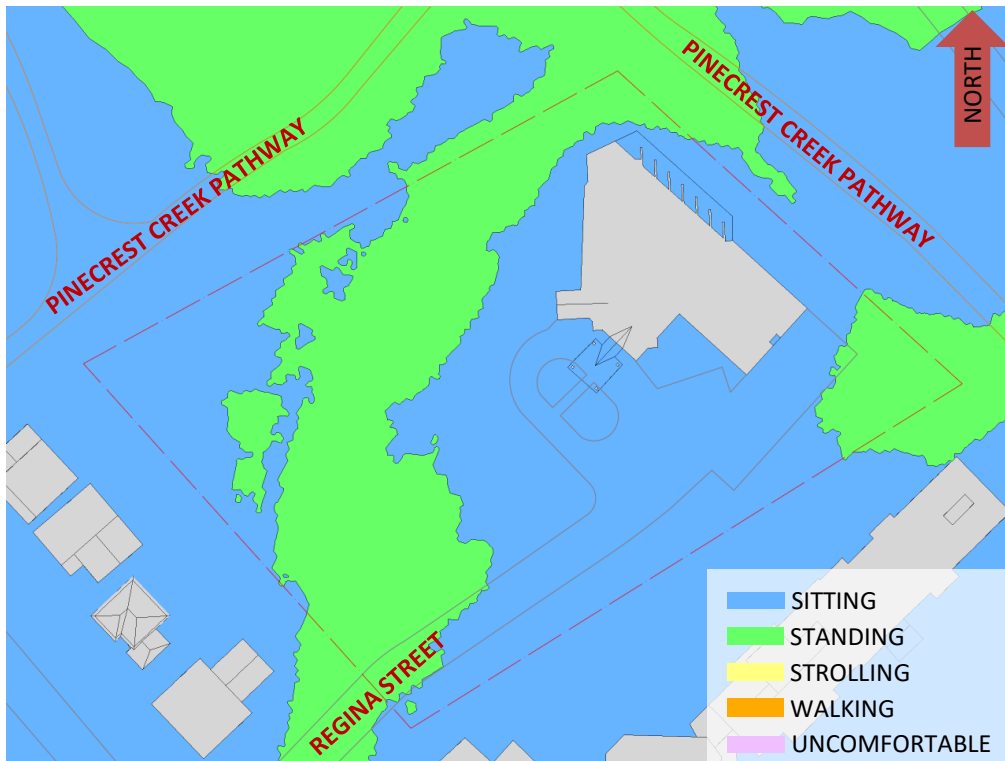 PINECREST CREEK PATHWAY
NORTH
PINECREST CREEK PATHWAY
SITTING
STANDING
STROLLING
WALKING
UNCOMFORTABLE
REGINA STREET